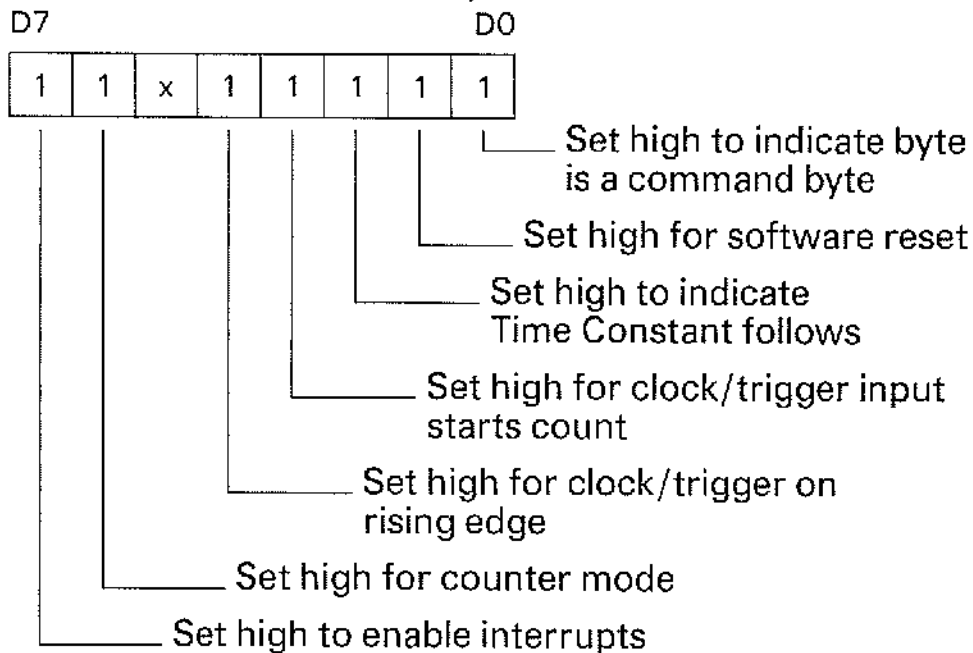 D7 D0
1 1 x 1 1 1 1 1
Set high to indicate byte
is a command byte
Set high for software reset
Set high to indicate
Time Constant follows
Set high for clock/trigger input
starts count
Set high for clock/trigger on
rising edge
Set high for counter mode
Set high to enable interrupts